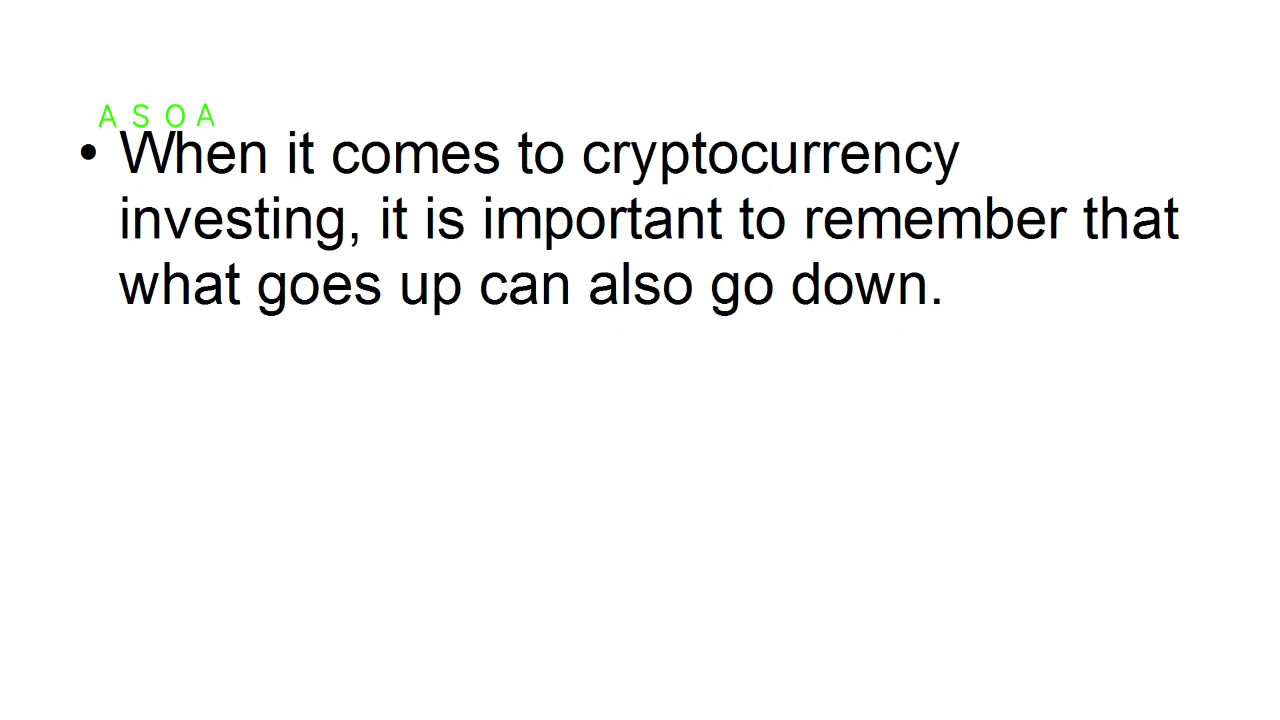 A S O A
• When it comes to cryptocurrency
investing, it is important to remember that
what goes up can also go down.